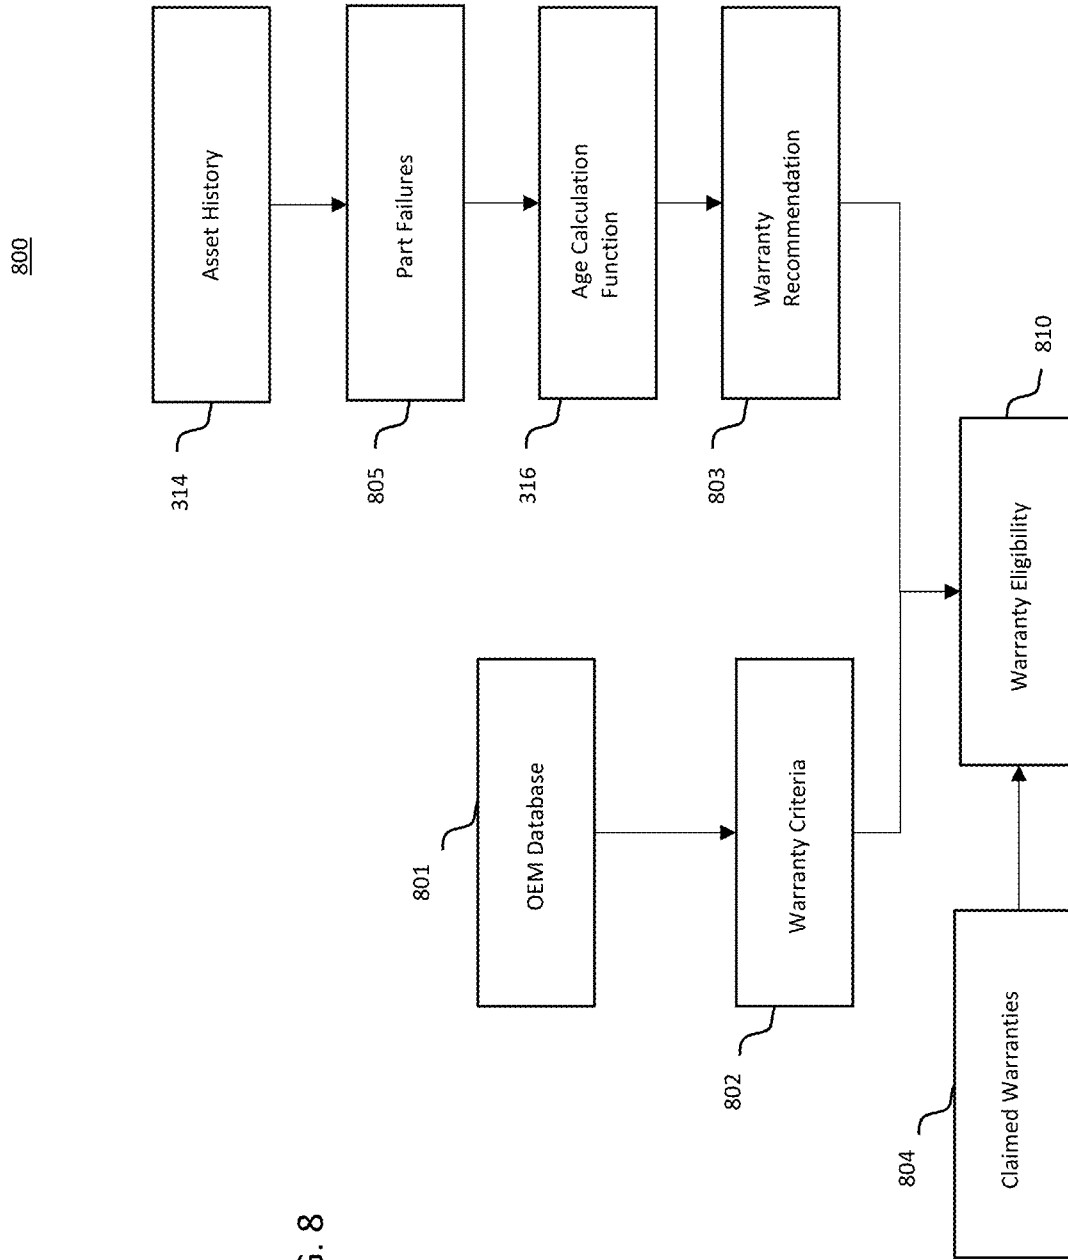 800
Asset History
314
Part Failures
805
OEM Database
801
Age Calculation
Function
316
Warranty Criteria
802
Warranty
Recommendation
803
Claimed Warranties
804
Warranty Eligibility
810
. 8